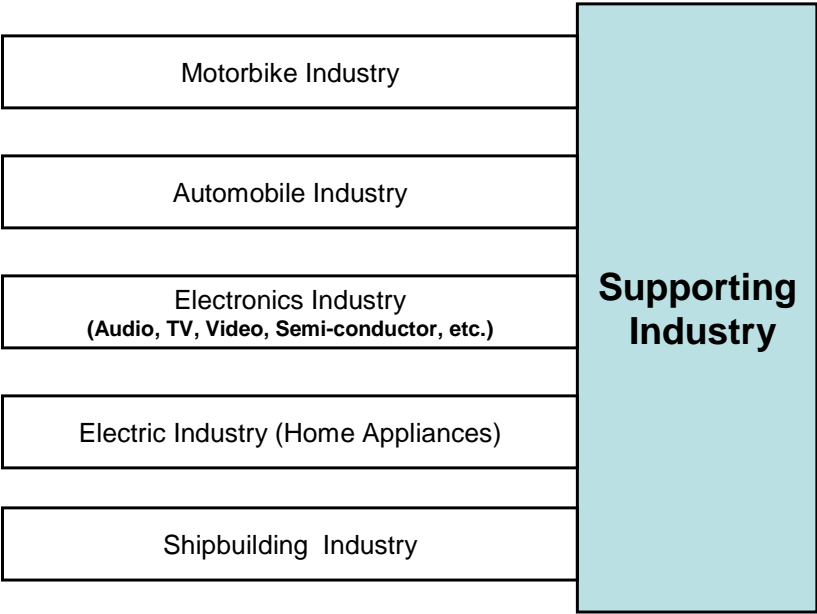 Motorbike Industry
Automobile Industry
Electronics Industry
(Audio, TV, Video, Semi-conductor, etc.)
Electric Industry (Home Appliances)
Shipbuilding Industry
Supporting
Industry